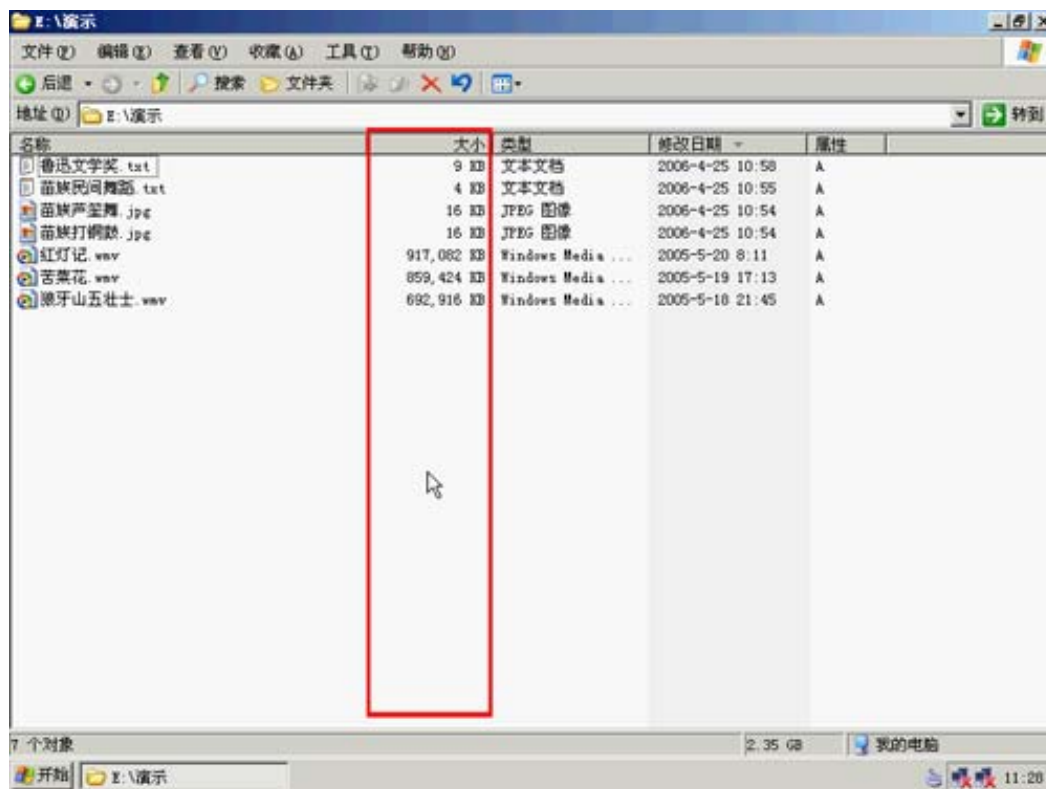 E:\演示
文件(F) 编辑(E) 查看(V) 收藏(A) 工具(T) 帮助(H)
后退 搜索 文件夹
地址(D) E:\演示 转到
名称 大小 类型 修改日期 属性
鲁迅文学奖.txt 9 KB 文本文档 2006-4-25 10:58 A
苗族民间舞蹈.txt 4 KB 文本文档 2006-4-25 10:55 A
苗族芦笙舞.jpg 16 KB JPEG 图像 2006-4-25 10:54 A
苗族打铜鼓.jpg 16 KB JPEG 图像 2006-4-25 10:54 A
红灯记.wmv 917,082 KB Windows Media ... 2005-5-20 8:11 A
苦菜花.wmv 859,424 KB Windows Media ... 2005-5-19 17:13 A
狼牙山五壮士.wmv 692,916 KB Windows Media ... 2005-5-18 21:45 A
7 个对象 2.35 GB 我的电脑
开始 E:\演示 11:28